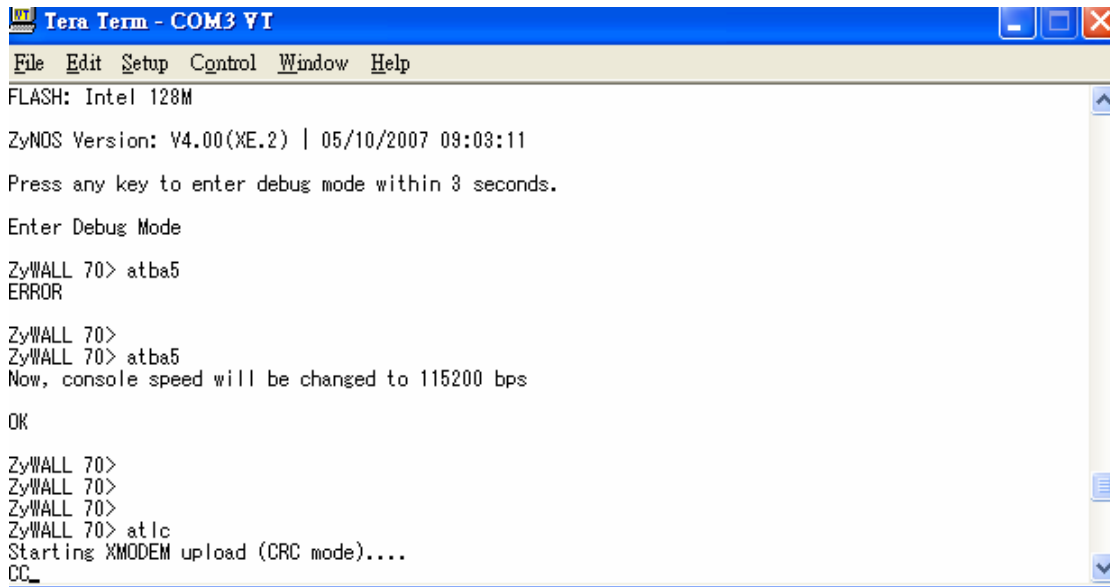 Tera Term - COM3 VT
File Edit Setup Control Window Help
FLASH: Intel 128M
ZyNOS Version: V4.00(XE.2) | 05/10/2007 09:03:11
Press any key to enter debug mode within 3 seconds.
Enter Debug Mode
ZyWALL 70> atba5
ERROR
ZyWALL 70>
ZyWALL 70> atba5
Now, console speed will be changed to 115200 bps
OK
ZyWALL 70>
ZyWALL 70>
ZyWALL 70>
ZyWALL 70> atlc
Starting XMODEM upload (CRC mode)....
CC_